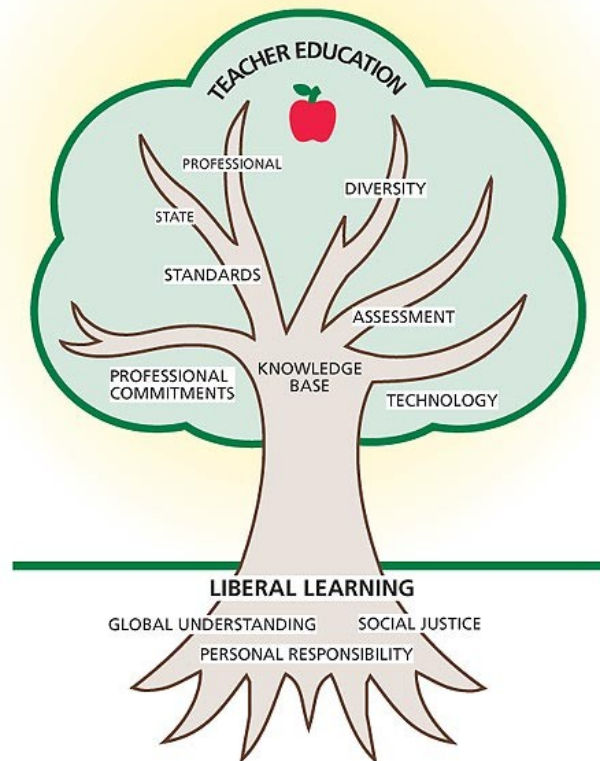 TEACHER EDUCATION
PROFESSIONAL
DIVERSITY
STATE
STANDARDS
ASSESSMENT
KNOWLEDGE
BASE
PROFESSIONAL
COMMITMENTS
TECHNOLOGY
LIBERAL LEARNING
GLOBAL UNDERSTANDING
SOCIAL JUSTICE
PERSONAL RESPONSIBILITY